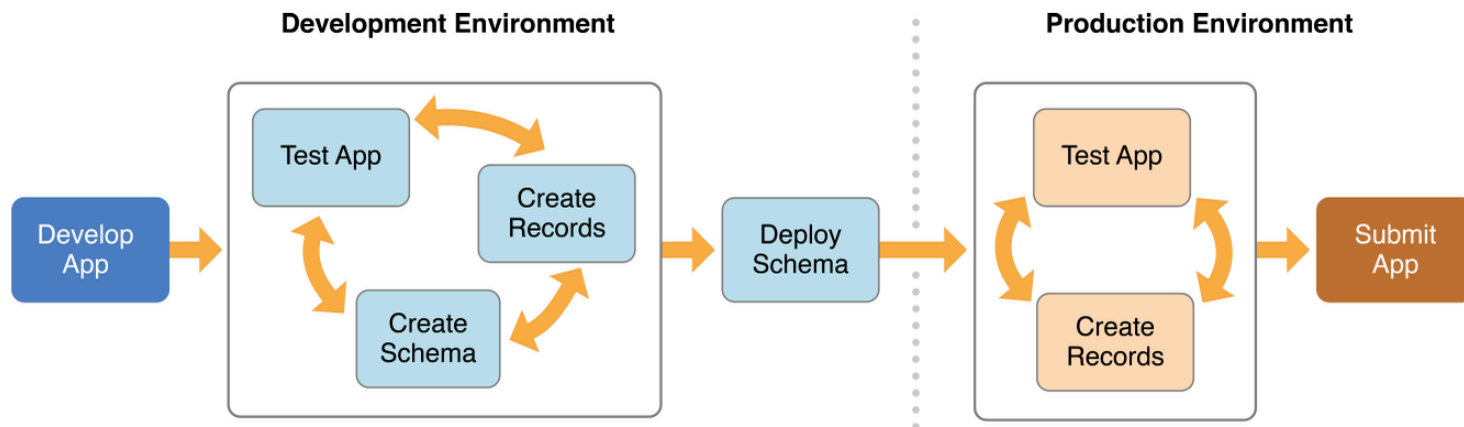 Development Environment
Production Environment
Develop
App
Test App
Create
Records
Create
Schema
Deploy
Schema
Test App
Create
Records
Submit
App